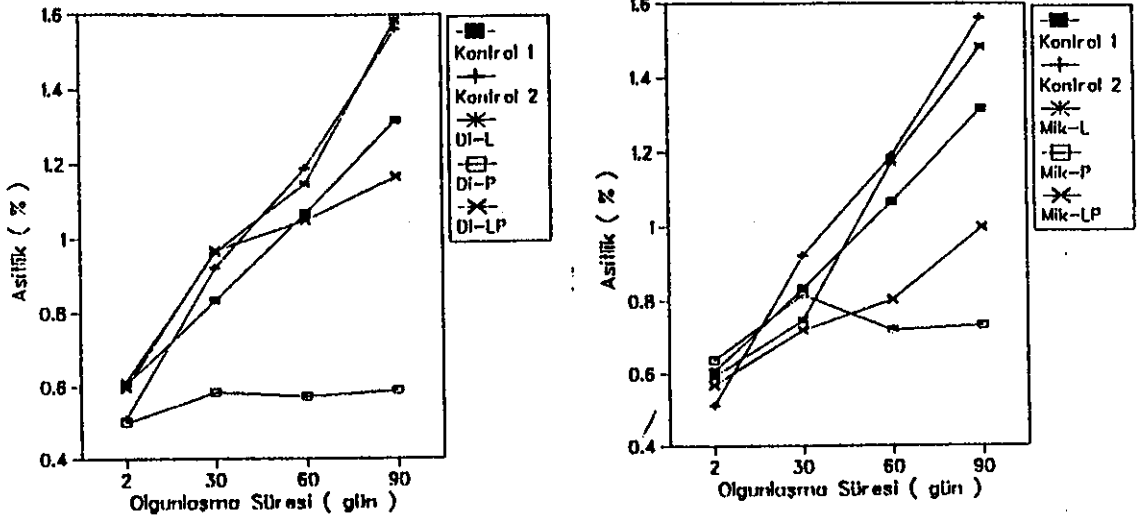 1.6
1.4
1.2
1
0.8
0.6
0.4
Asitlik ( % )
2 30 60 90
Olgunlaşma Süresi ( gün )
Kontrol 1
Kontrol 2
Di-L
Di-P
Di-LP
1.6
1.4
1.2
1
0.8
0.6
0.4
Asitlik ( % )
2 30 60 90
Olgunlaşma Süresi ( gün )
Kontrol 1
Kontrol 2
Mik-L
Mik-P
Mik-LP